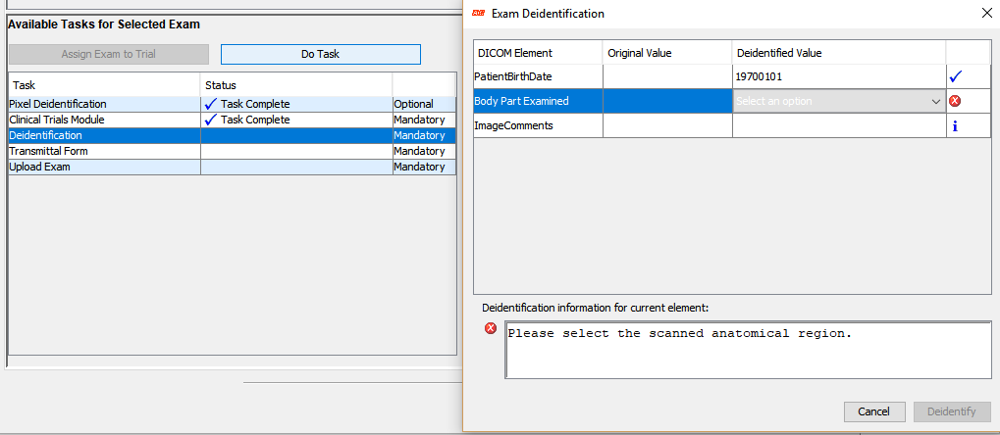 Available Tasks for Selected Exam
Assign Exam to Trial Do Task
Task Status
Pixel Deidentification Task Complete Optional
Clinical Trials Module Task Complete Mandatory
Deidentification Mandatory
Transmittal Form Mandatory
Upload Exam Mandatory
Exam Deidentification
DICOM Element Original Value Deidentified Value
PatientBirthDate 19700101
Body Part Examined Select an option
ImageComments
Deidentification information for current element:
Please select the scanned anatomical region.
Cancel Deidentify